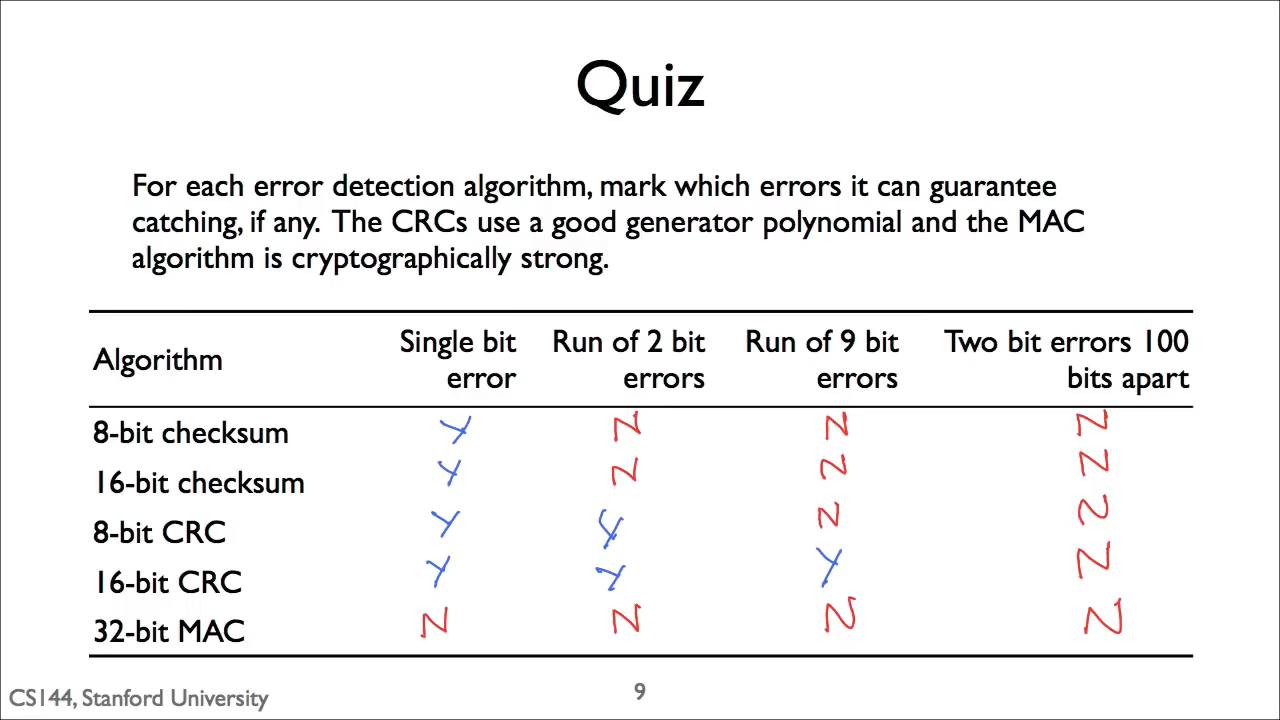 Quiz
For each error detection algorithm, mark which errors it can guarantee
catching, if any. The CRCs use a good generator polynomial and the MAC
algorithm is cryptographically strong.
Algorithm Single bit error Run of 2 bit errors Run of 9 bit errors Two bit errors 100 bits apart
8-bit checksum Y N N N
16-bit checksum Y N N N
8-bit CRC Y Y N N
16-bit CRC Y Y Y N
32-bit MAC N N N N
CS144, Stanford University
9